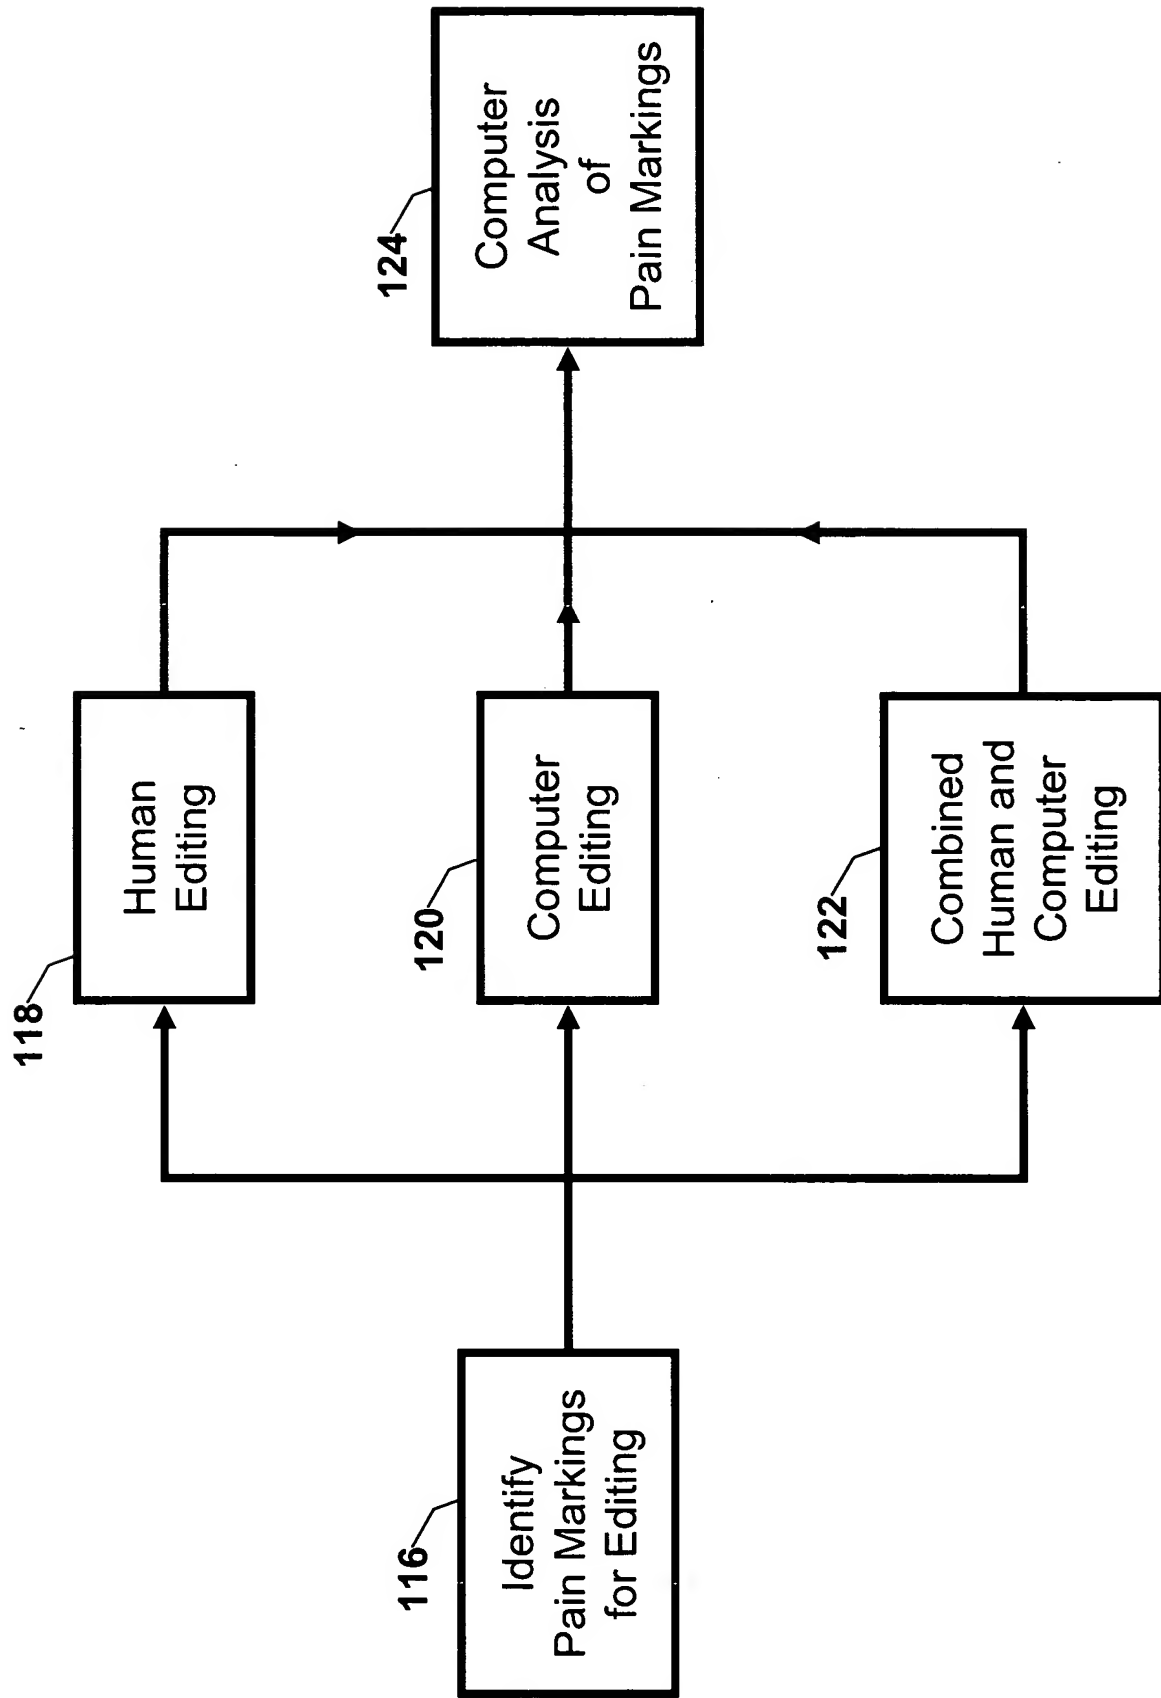 116
Identify
Pain Markings
for Editing
118
Human
Editing
120
Computer
Editing
122
Combined
Human and
Computer
Editing
124
Computer
Analysis
of
Pain Markings